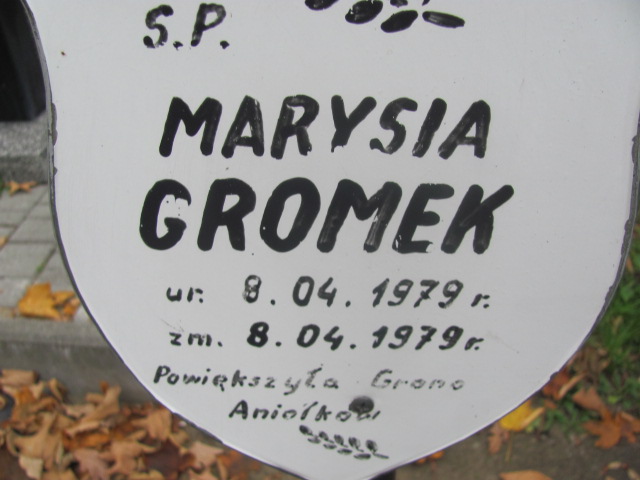 S.P.
MARYSIA
GROMEK
ur. 8.04.1979 r.
zm. 8.04.1979 r.
Powiększyła Grono
Aniołków